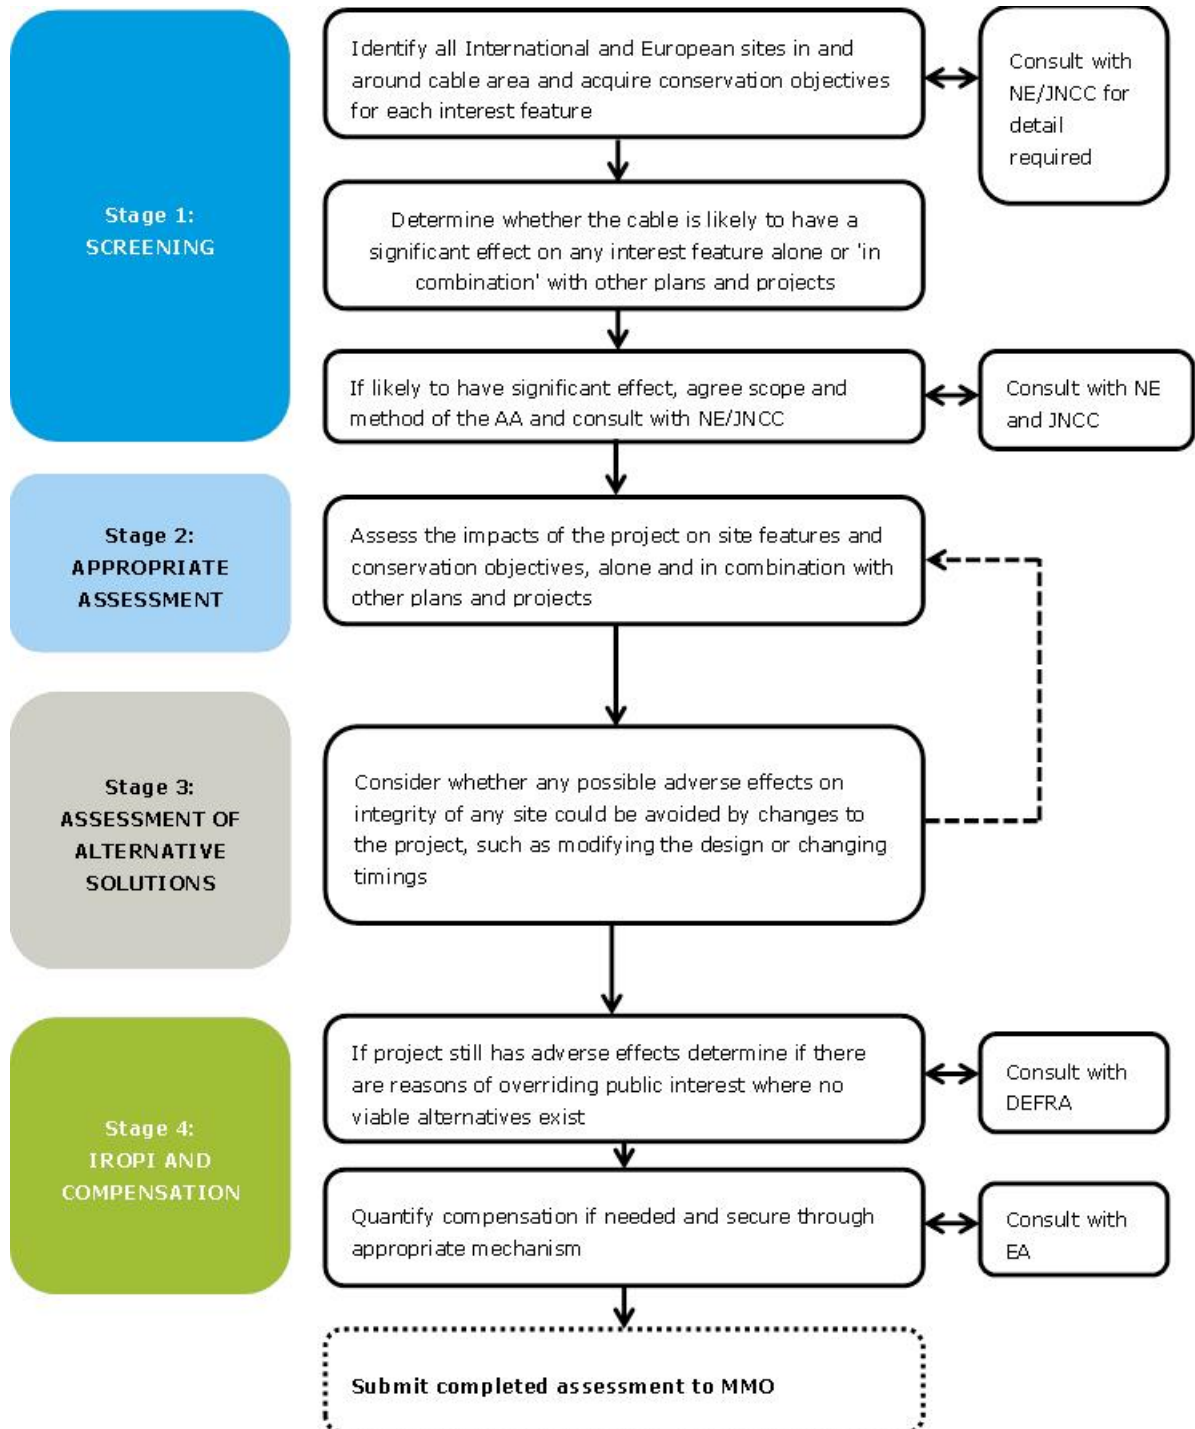 Identify all International and European sites in and
around cable area and acquire conservation objectives
for each interest feature
Consult with
NE/JNCC for
detail
required
Stage 1:
SCREENING
Determine whether the cable is likely to have a
significant effect on any interest feature alone or 'in
combination' with other plans and projects
If likely to have significant effect, agree scope and
method of the AA and consult with NE/JNCC
Consult with NE
and JNCC
Stage 2:
APPROPRIATE
ASSESSMENT
Assess the impacts of the project on site features and
conservation objectives, alone and in combination with
other plans and projects
Stage 3:
ASSESSMENT OF
ALTERNATIVE
SOLUTIONS
Consider whether any possible adverse effects on
integrity of any site could be avoided by changes to
the project, such as modifying the design or changing
timings
Stage 4:
IROPI AND
COMPENSATION
If project still has adverse effects determine if there
are reasons of overriding public interest where no
viable alternatives exist
Consult with
DEFRA
Quantify compensation if needed and secure through
appropriate mechanism
Consult with
EA
Submit completed assessment to MMO